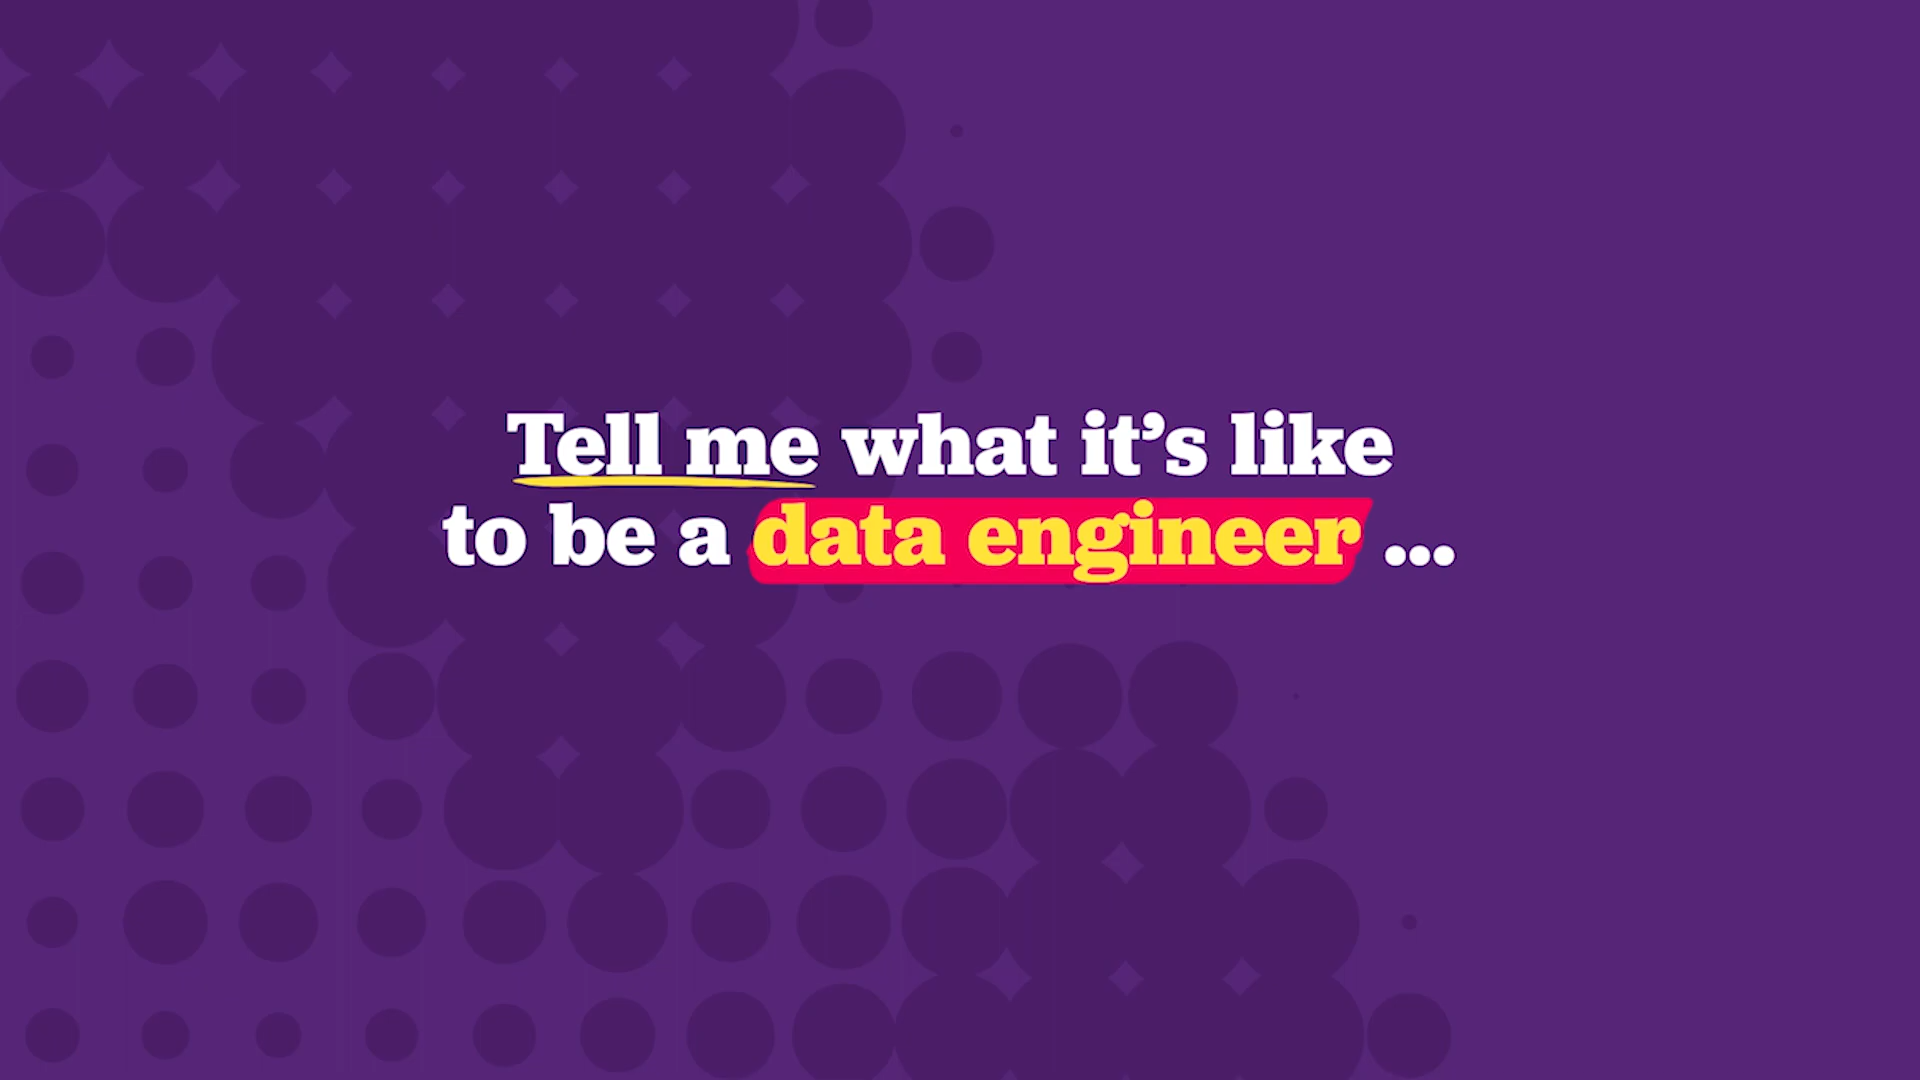 Tell me what it’s like
to be a data engineer ...